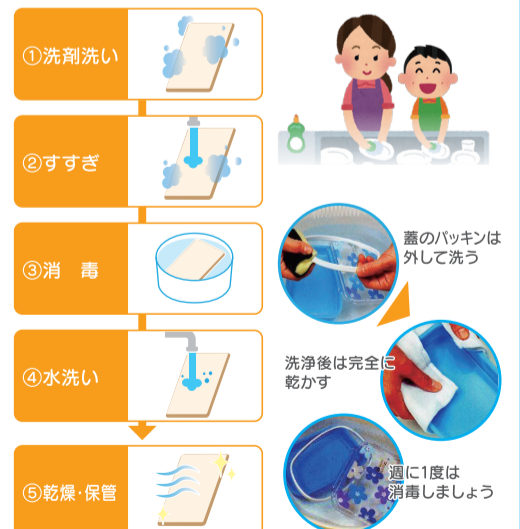 ①洗剤洗い
②すすぎ
③消　毒
④水洗い
⑤乾燥・保管
蓋のパッキンは
外して洗う
洗浄後は完全に
乾かす
週に1度は
消毒しましょう